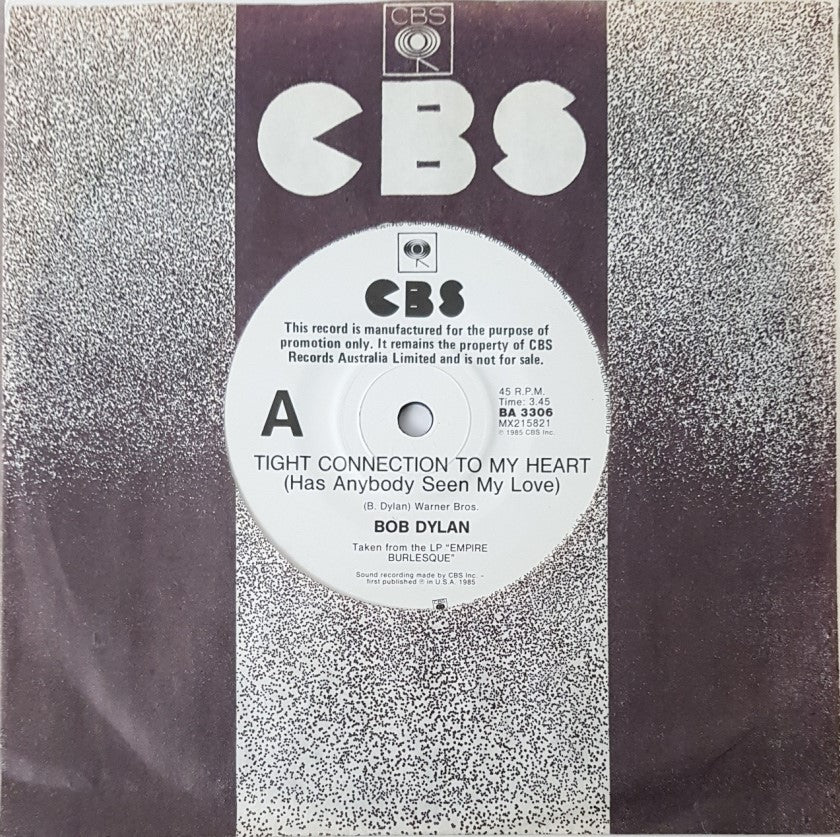 CBS
CBS
CBS
This record is manufactured for the purpose of
promotion only. It remains the property of CBS
Records Australia Limited and is not for sale.
A
45 R.P.M.
Time: 3.45
BA 3306
MX215821
℗ 1985 CBS Inc.
TIGHT CONNECTION TO MY HEART
(Has Anybody Seen My Love)
(B. Dylan) Warner Bros.
BOB DYLAN
Taken from the LP "EMPIRE
BURLESQUE"
Sound recording made by CBS Inc. –
first published ℗ in U.S.A. 1985